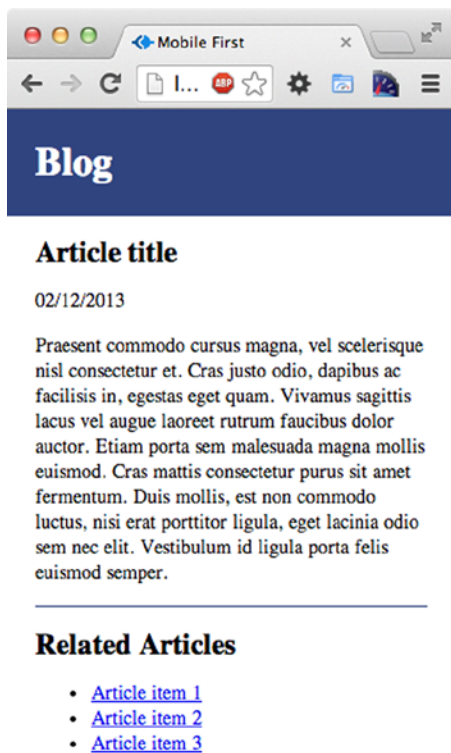 Mobile First
l...
ABP
Blog
Article title
02/12/2013
Praesent commodo cursus magna, vel scelerisque
nisl consectetur et. Cras justo odio, dapibus ac
facilisis in, egestas eget quam. Vivamus sagittis
lacus vel augue laoreet rutrum faucibus dolor
auctor. Etiam porta sem malesuada magna mollis
euismod. Cras mattis consectetur purus sit amet
fermentum. Duis mollis, est non commodo
luctus, nisi erat porttitor ligula, eget lacinia odio
sem nec elit. Vestibulum id ligula porta felis
euismod semper.
Related Articles
• Article item 1
• Article item 2
• Article item 3